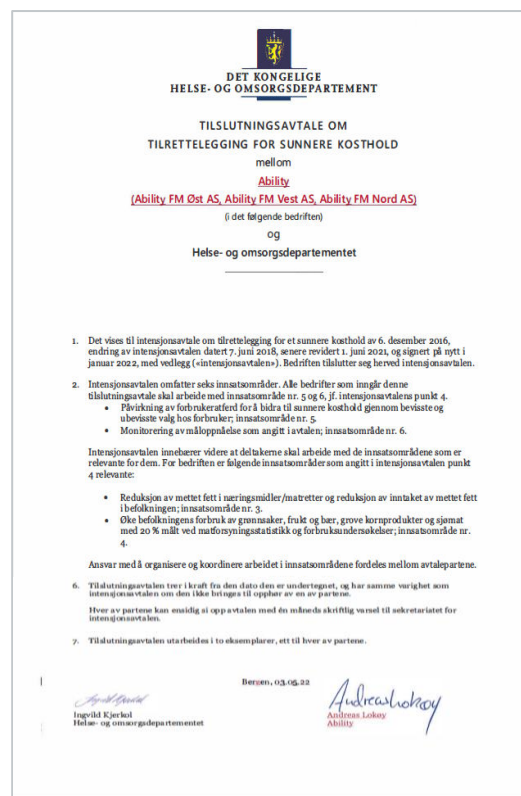 DET KONGELIGE
HELSE- OG OMSORGSDEPARTEMENT
TILSLUTNINGSAVTALE OM
TILRETTELEGGING FOR SUNNERE KOSTHOLD
mellom
Ability
(Ability FM Øst AS, Ability FM Vest AS, Ability FM Nord AS)
(i det følgende bedriften)
og
Helse- og omsorgsdepartementet
1. Det vises til intensjonsavtale om tilrettelegging for et sunnere kosthold av 6. desember 2016,
endring av intensjonsavtalen datert 7. juni 2018, senere revidert 1. juni 2021, og signert på nytt i
januar 2022, med vedlegg («intensjonsavtalen»). Bedriften tilslutter seg herved intensjonsavtalen.
2. Intensjonsavtalen omfatter seks innsatsområder. Alle bedrifter som inngår denne
tilslutningsavtale skal arbeide med innsatsområde nr. 5 og 6, jf. intensjonsavtalens punkt 4.
• Påvirkning av forbrukeratferd for å bidra til sunnere kosthold gjennom bevisste og
ubevisste valg hos forbruker; innsatsområde nr. 5.
• Monitorering av måloppnåelse som angitt i avtalen; innsatsområde nr. 6.
Intensjonsavtalen innebærer videre at deltakerne skal arbeide med de innsatsområdene som er
relevante for dem. For bedriften er følgende innsatsområder som angitt i intensjonsavtalen punkt
4 relevante:
• Reduksjon av mettet fett i næringsmidler/matretter og reduksjon av inntaket av mettet fett
i befolkningen; innsatsområde nr. 3.
• Øke befolkningens forbruk av grønnsaker, frukt og bær, grove kornprodukter og sjømat
med 20 % målt ved matforsyningsstatistikk og forbruksundersøkelser; innsatsområde nr.
4.
Ansvar med å organisere og koordinere arbeidet i innsatsområdene fordeles mellom avtalepartene.
6. Tilslutningsavtalen trer i kraft fra den dato den er undertegnet, og har samme varighet som
intensjonsavtalen om den ikke bringes til opphør av en av partene.
Hver av partene kan ensidig si opp avtalen med én måneds skriftlig varsel til sekretariatet for
intensjonsavtalen.
7. Tilslutningsavtalen utarbeides i to eksemplarer, ett til hver av partene.
Bergen, 03.05.22
Ingvild Kjerkol
Andreas Lokøy
Ingvild Kjerkol
Helse- og omsorgsdepartementet
Andreas Lokøy
Ability